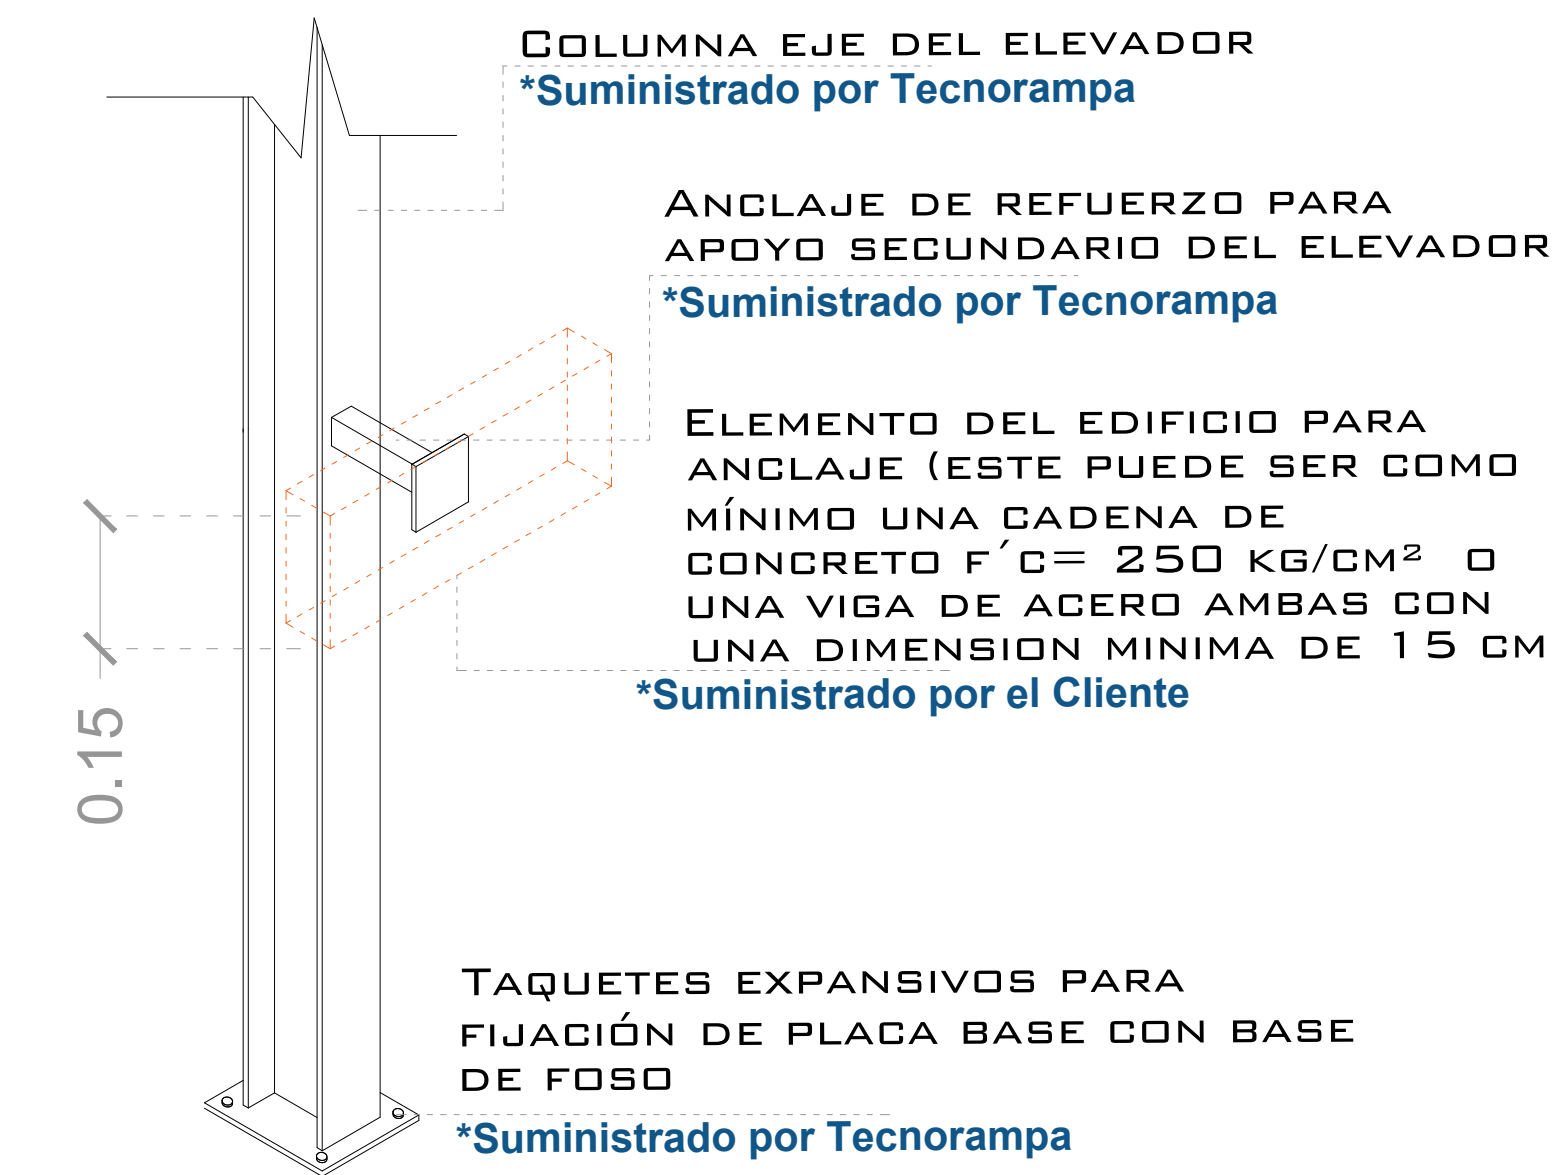 COLUMNA EJE DEL ELEVADOR
*Suministrado por Tecnorampa
ANCLAJE DE REFUERZO PARA
APOYO SECUNDARIO DEL ELEVADOR
*Suministrado por Tecnorampa
ELEMENTO DEL EDIFICIO PARA
ANCLAJE (ESTE PUEDE SER COMO
MÍNIMO UNA CADENA DE
CONCRETO F´C= 250 KG/CM² O
UNA VIGA DE ACERO AMBAS CON
UNA DIMENSION MINIMA DE 15 CM
*Suministrado por el Cliente
0.15
TAQUETES EXPANSIVOS PARA
FIJACIÓN DE PLACA BASE CON BASE
DE FOSO
*Suministrado por Tecnorampa